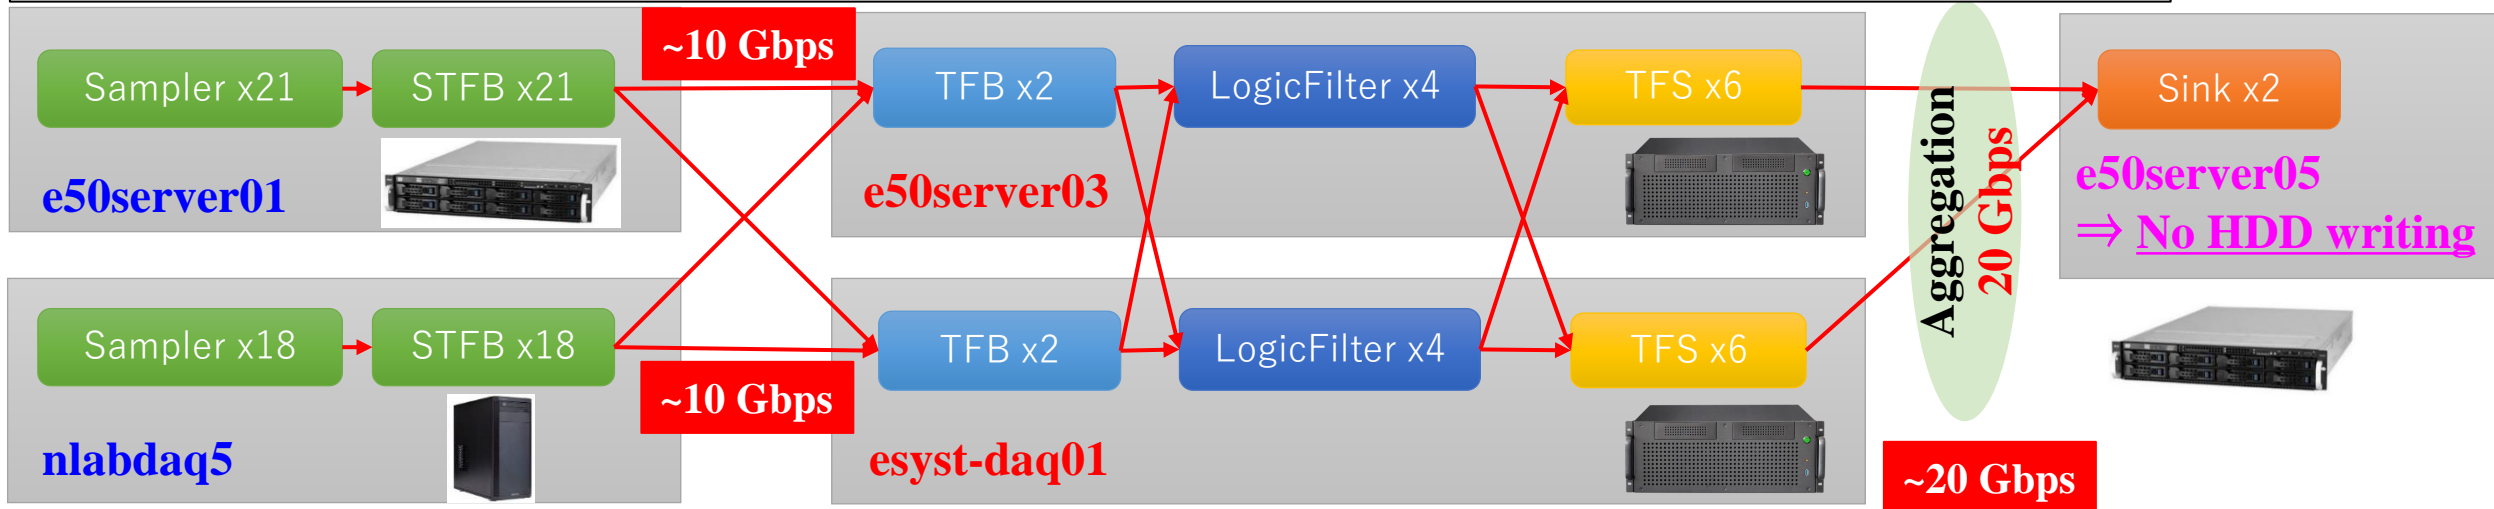 ~10 Gbps
Sampler x21
STFB x21
TFB x2
LogicFilter x4
TFS x6
Sink x2
e50server01
e50server03
Aggregation
20 Gbps
e50server05
⇒ No HDD writing
Sampler x18
STFB x18
TFB x2
LogicFilter x4
TFS x6
~10 Gbps
nlabdaq5
esyst-daq01
~20 Gbps